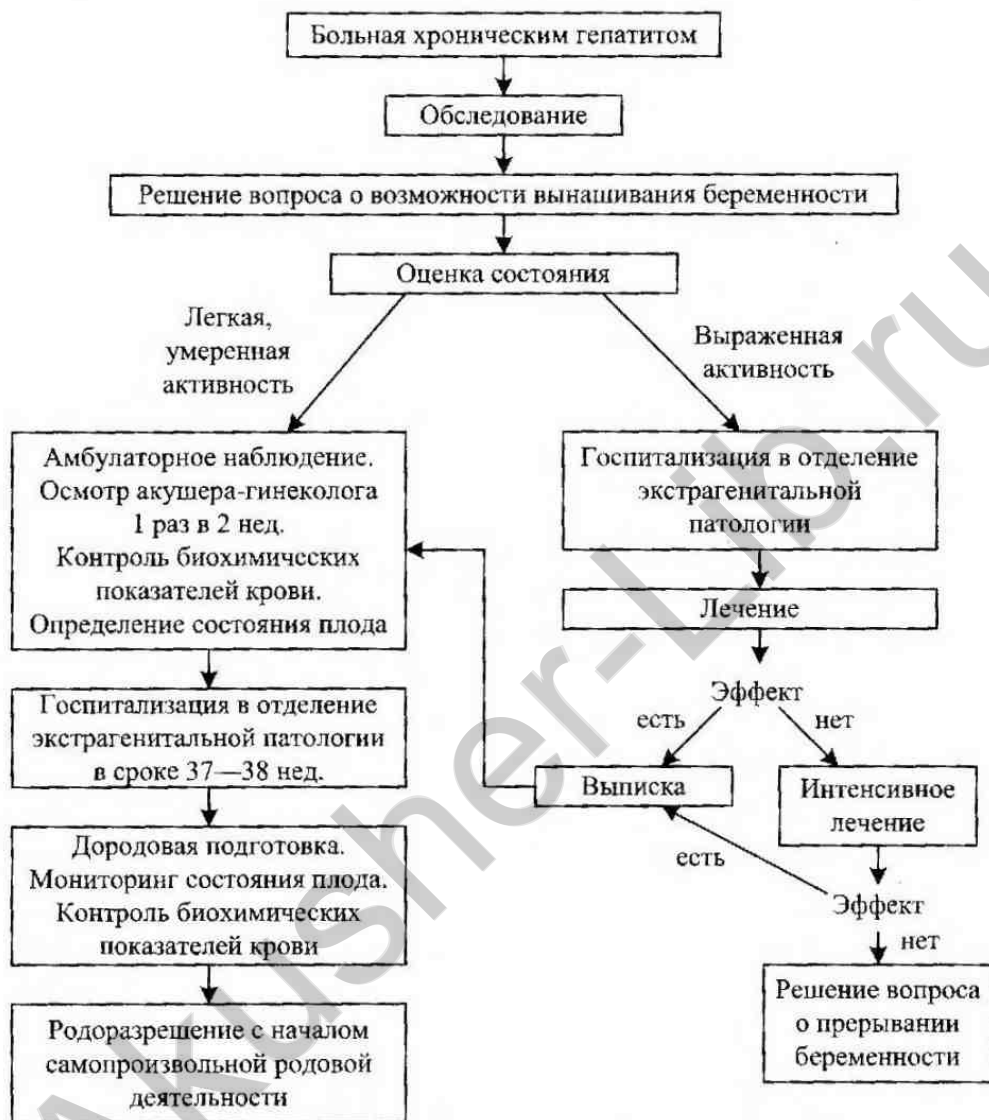 Больная хроническим гепатитом
Обследование
Решение вопроса о возможности вынашивания беременности
Оценка состояния
Легкая,
умеренная
активность
Выраженная
активность
Амбулаторное наблюдение.
Осмотр акушера-гинеколога
1 раз в 2 нед.
Контроль биохимических
показателей крови.
Определение состояния плода
Госпитализация в отделение
экстрагенитальной патологии
в сроке 37—38 нед.
Дородовая подготовка.
Мониторинг состояния плода.
Контроль биохимических
показателей крови
Родоразрешение с началом
самопроизвольной родовой
деятельности
Госпитализация в отделение
экстрагенитальной
патологии
Лечение
Эффект
есть
нет
Выписка
Интенсивное
лечение
есть
Эффект
нет
Решение вопроса
о прерывании
беременности
Akusher-Lib.ru